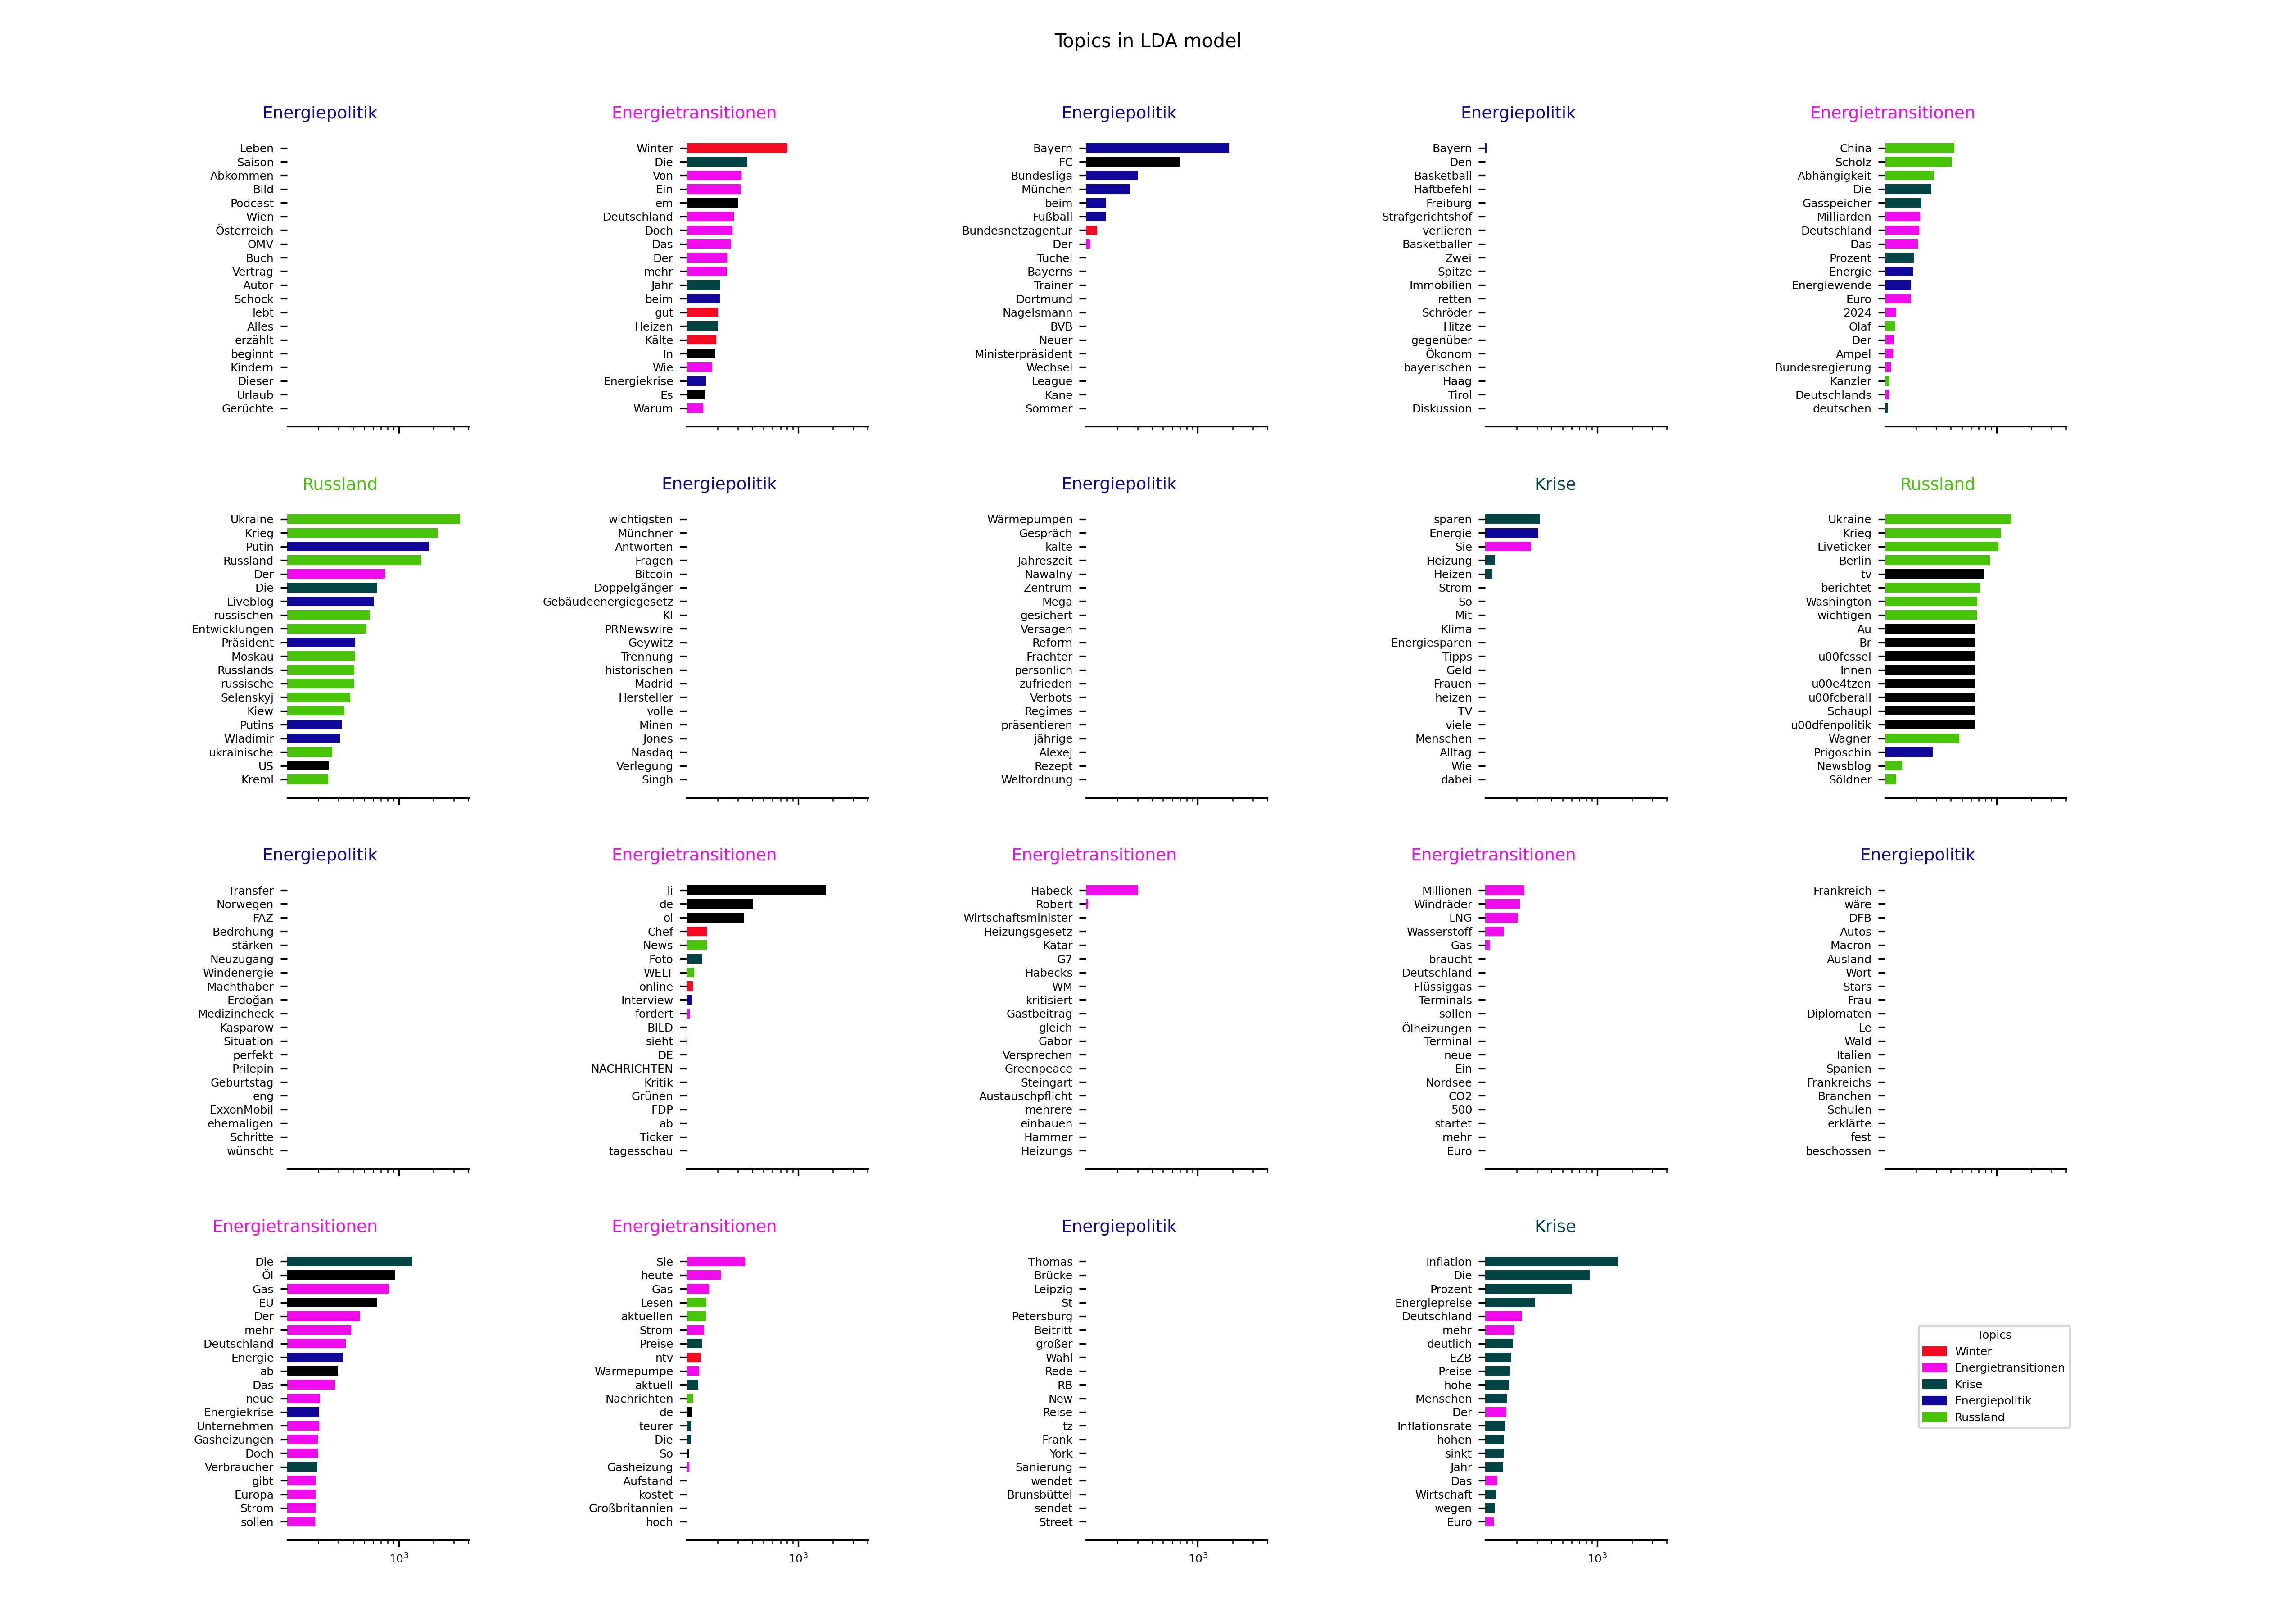 Topics in LDA model
Energiepolitik
Leben
Saison
Abkommen
Bild
Podcast
Wien
Österreich
OMV
Buch
Vertrag
Autor
Schock
lebt
Alles
erzählt
beginnt
Kindern
Dieser
Urlaub
Gerüchte
Energietransitionen
Winter
Die
Von
Ein
em
Deutschland
Doch
Das
Der
mehr
Jahr
beim
gut
Heizen
Kälte
In
Wie
Energiekrise
Es
Warum
Energiepolitik
Bayern
FC
Bundesliga
München
beim
Fußball
Bundesnetzagentur
Der
Tuchel
Bayerns
Trainer
Dortmund
Nagelsmann
BVB
Neuer
Ministerpräsident
Wechsel
League
Kane
Sommer
Energiepolitik
Bayern
Den
Basketball
Haftbefehl
Freiburg
Strafgerichtshof
verlieren
Basketballer
Zwei
Spitze
Immobilien
retten
Schröder
Hitze
gegenüber
Ökonom
bayerischen
Haag
Tirol
Diskussion
Energietransitionen
China
Scholz
Abhängigkeit
Die
Gasspeicher
Milliarden
Deutschland
Das
Prozent
Energie
Energiewende
Euro
2024
Olaf
Der
Ampel
Bundesregierung
Kanzler
Deutschlands
deutschen
Russland
Ukraine
Krieg
Putin
Russland
Der
Die
Liveblog
russischen
Entwicklungen
Präsident
Moskau
Russlands
russische
Selenskyj
Kiew
Putins
Wladimir
ukrainische
US
Kreml
Energiepolitik
wichtigsten
Münchner
Antworten
Fragen
Bitcoin
Doppelgänger
Gebäudeenergiegesetz
KI
PRNewswire
Geywitz
Trennung
historischen
Madrid
Hersteller
volle
Minen
Jones
Nasdaq
Verlegung
Singh
Energiepolitik
Wärmepumpen
Gespräch
kalte
Jahreszeit
Nawalny
Zentrum
Mega
gesichert
Versagen
Reform
Frachter
persönlich
zufrieden
Verbots
Regimes
präsentieren
jährige
Alexej
Rezept
Weltordnung
Krise
sparen
Energie
Sie
Heizung
Heizen
Strom
So
Mit
Klima
Energiesparen
Tipps
Geld
Frauen
heizen
TV
viele
Menschen
Alltag
Wie
dabei
Russland
Ukraine
Krieg
Liveticker
Berlin
tv
berichtet
Washington
wichtigen
Au
Br
u00fcssel
Innen
u00e4tzen
u00fcberall
Schaupl
u00dfenpolitik
Wagner
Prigoschin
Newsblog
Söldner
Energiepolitik
Transfer
Norwegen
FAZ
Bedrohung
stärken
Neuzugang
Windenergie
Machthaber
Erdoğan
Medizincheck
Kasparow
Situation
perfekt
Prilepin
Geburtstag
eng
ExxonMobil
ehemaligen
Schritte
wünscht
Energietransitionen
li
de
ol
Chef
News
Foto
WELT
online
Interview
fordert
BILD
sieht
DE
NACHRICHTEN
Kritik
Grünen
FDP
ab
Ticker
tagesschau
Energietransitionen
Habeck
Robert
Wirtschaftsminister
Heizungsgesetz
Katar
G7
Habecks
WM
kritisiert
Gastbeitrag
gleich
Gabor
Versprechen
Greenpeace
Steingart
Austauschpflicht
mehrere
einbauen
Hammer
Heizungs
Energietransitionen
Millionen
Windräder
LNG
Wasserstoff
Gas
braucht
Deutschland
Flüssiggas
Terminals
sollen
Ölheizungen
Terminal
neue
Ein
Nordsee
CO2
500
startet
mehr
Euro
Energiepolitik
Frankreich
wäre
DFB
Autos
Macron
Ausland
Wort
Stars
Frau
Diplomaten
Le
Wald
Italien
Spanien
Frankreichs
Branchen
Schulen
erklärte
fest
beschossen
Energietransitionen
Die
Öl
Gas
EU
Der
mehr
Deutschland
Energie
ab
Das
neue
Energiekrise
Unternehmen
Gasheizungen
Doch
Verbraucher
gibt
Europa
Strom
sollen
10³
Energietransitionen
Sie
heute
Gas
Lesen
aktuellen
Strom
Preise
ntv
Wärmepumpe
aktuell
Nachrichten
de
teurer
Die
So
Gasheizung
Aufstand
kostet
Großbritannien
hoch
10³
Energiepolitik
Thomas
Brücke
Leipzig
St
Petersburg
Beitritt
großer
Wahl
Rede
RB
New
Reise
tz
Frank
York
Sanierung
wendet
Brunsbüttel
sendet
Street
10³
Krise
Inflation
Die
Prozent
Energiepreise
Deutschland
mehr
deutlich
EZB
Preise
hohe
Menschen
Der
Inflationsrate
hohen
sinkt
Jahr
Das
Wirtschaft
wegen
Euro
10³
Topics
Winter
Energietransitionen
Krise
Energiepolitik
Russland